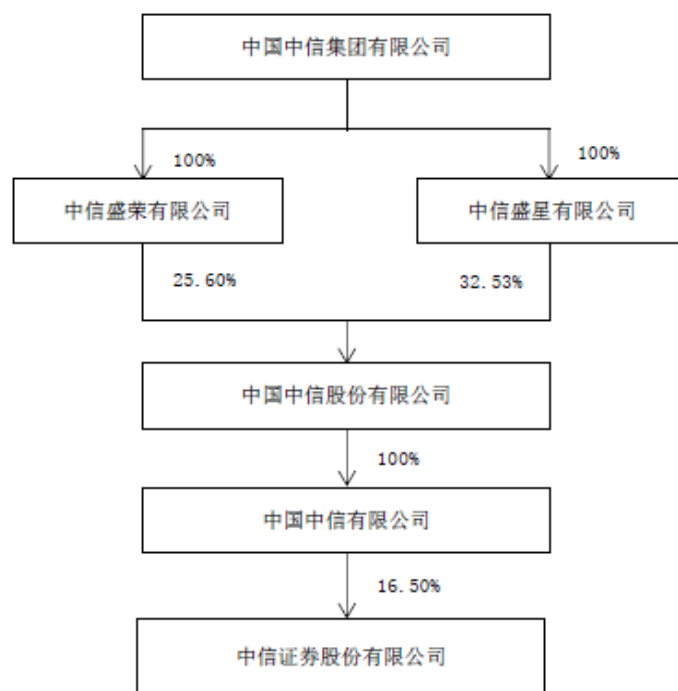 中国中信集团有限公司
100%
100%
中信盛荣有限公司
中信盛星有限公司
25.60%
32.53%
中国中信股份有限公司
100%
中国中信有限公司
16.50%
中信证券股份有限公司